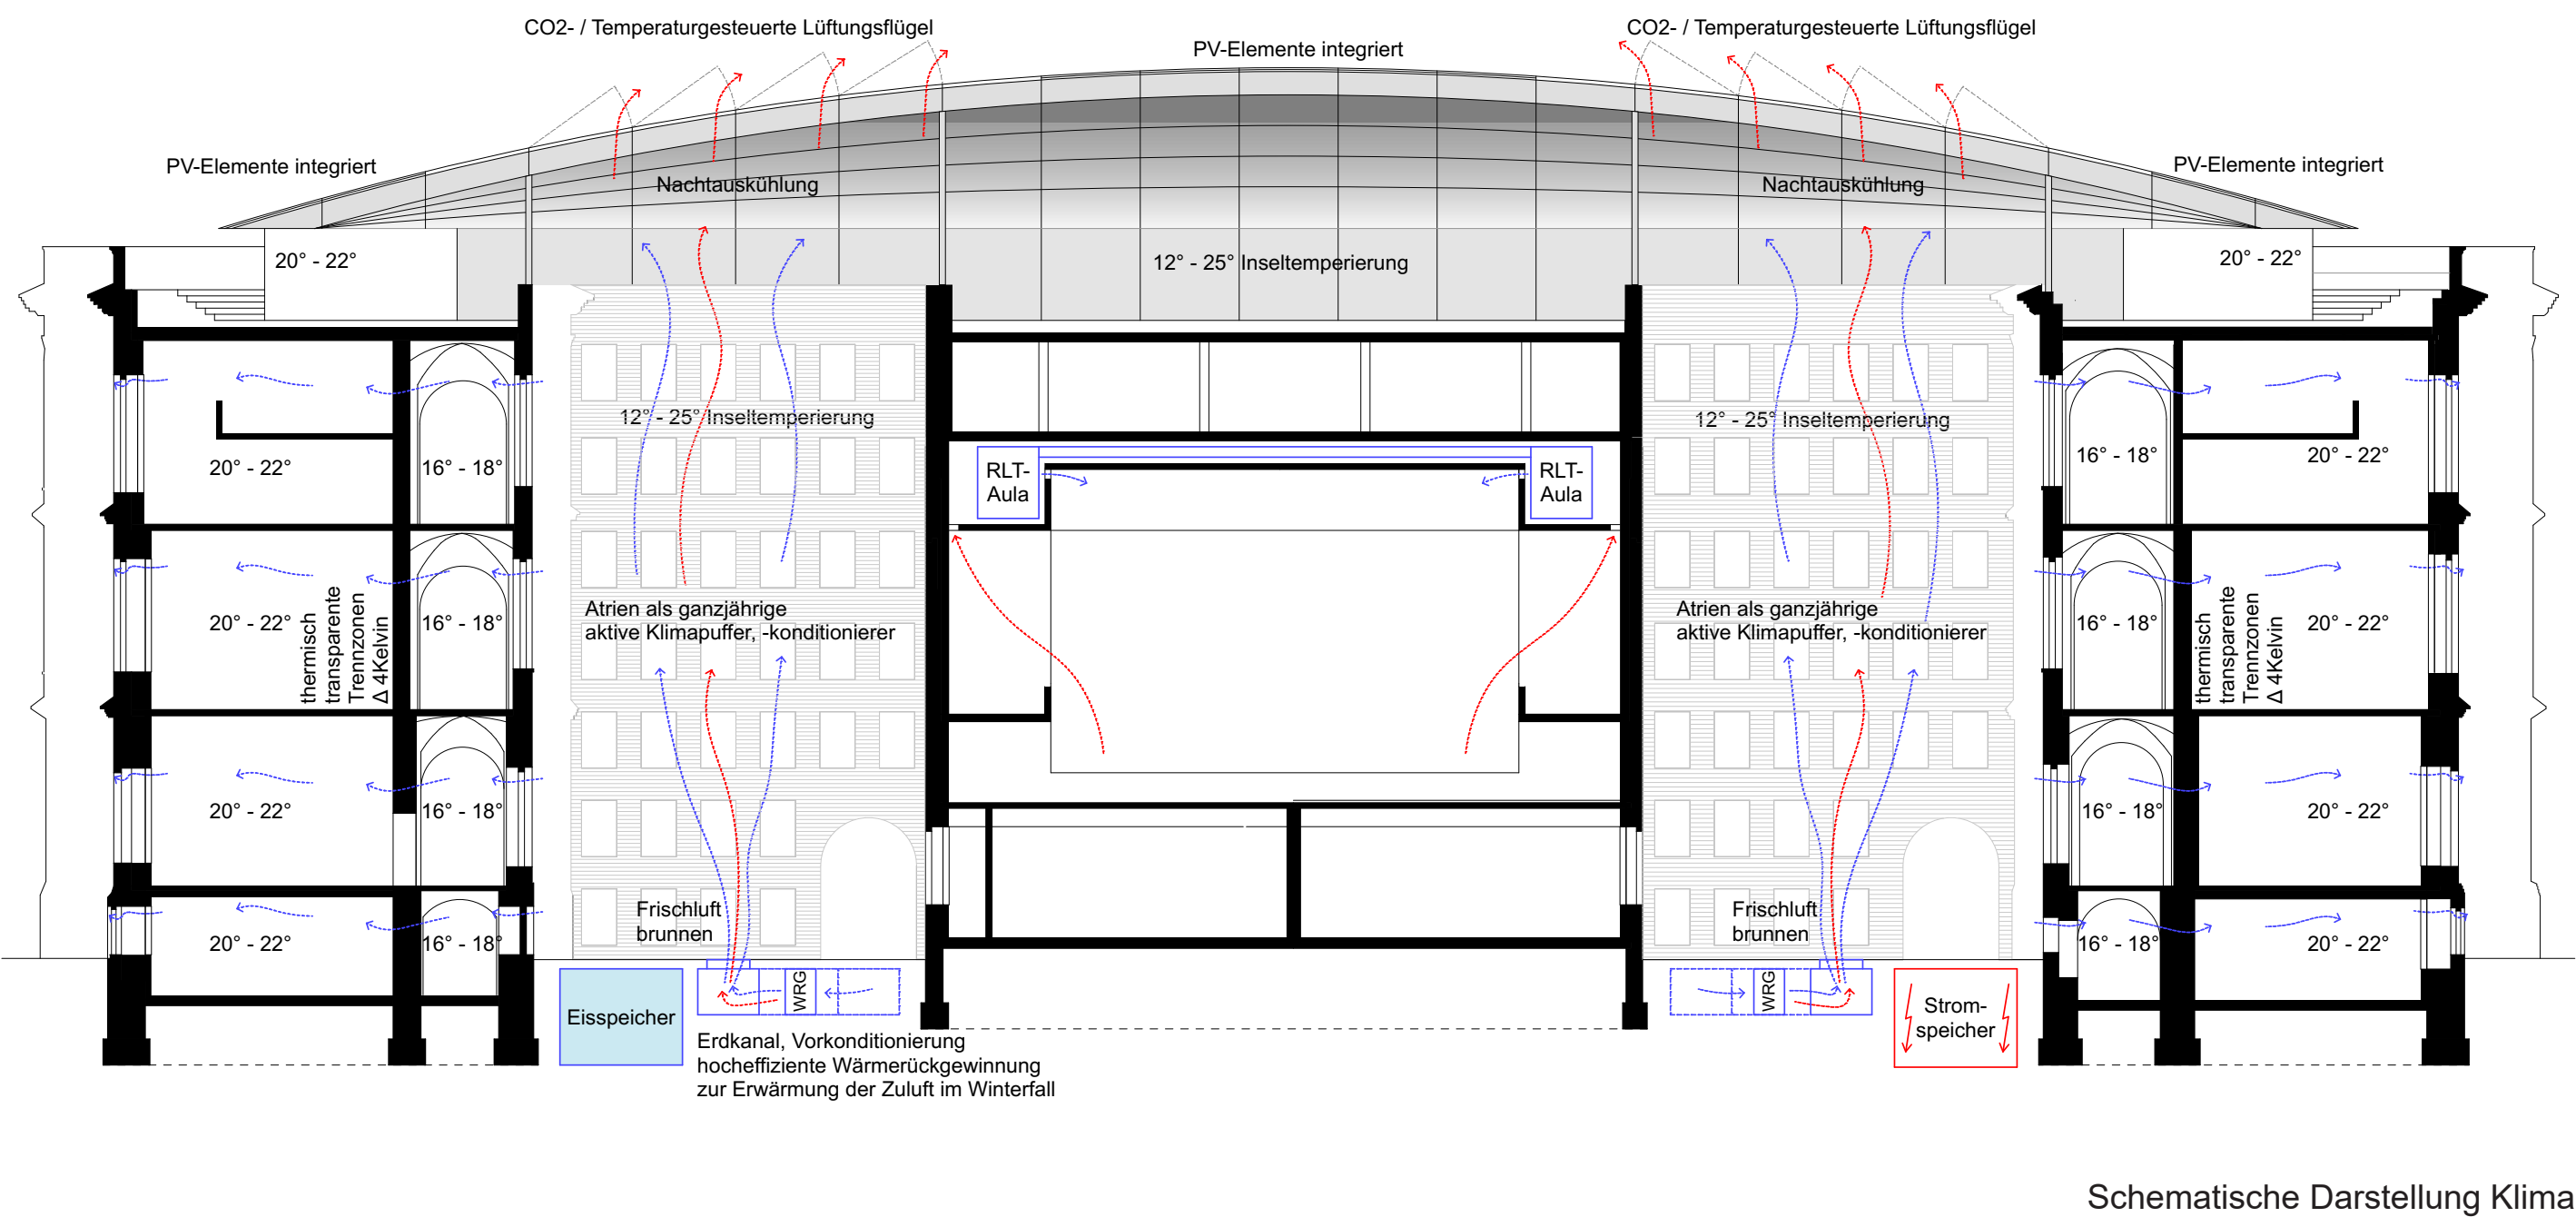 CO2- / Temperaturgesteuerte Lüftungsflügel
CO2- / Temperaturgesteuerte Lüftungsflügel
PV-Elemente integriert
PV-Elemente integriert
PV-Elemente integriert
Nachtauskühlung
Nachtauskühlung
20° - 22°
12° - 25° Inseltemperierung
20° - 22°
12° - 25° Inseltemperierung
12° - 25° Inseltemperierung
20° - 22°
16° - 18°
RLT-
Aula
RLT-
Aula
16° - 18°
20° - 22°
20° - 22°
thermisch
transparente
Trennzonen
Δ 4Kelvin
16° - 18°
Atrien als ganzjährige
aktive Klimapuffer, -konditionierer
Atrien als ganzjährige
aktive Klimapuffer, -konditionierer
16° - 18°
thermisch
transparente
Trennzonen
Δ 4Kelvin
20° - 22°
20° - 22°
16° - 18°
16° - 18°
20° - 22°
20° - 22°
16° - 18°
Frischluft
brunnen
Frischluft
brunnen
16° - 18°
20° - 22°
Eisspeicher
WRG
WRG
Strom-
speicher
Erdkanal, Vorkonditionierung
hocheffiziente Wärmerückgewinnung
zur Erwärmung der Zuluft im Winterfall
Schematische Darstellung Klima